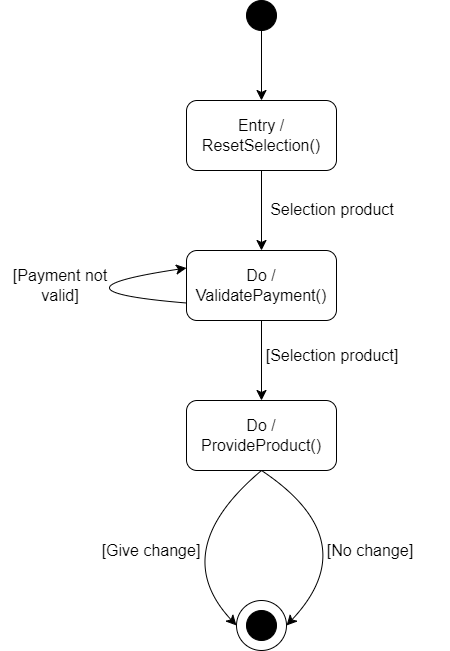 Entry /
ResetSelection()
Selection product
[Payment not
valid]
Do /
ValidatePayment()
[Selection product]
Do /
ProvideProduct()
[Give change]
[No change]